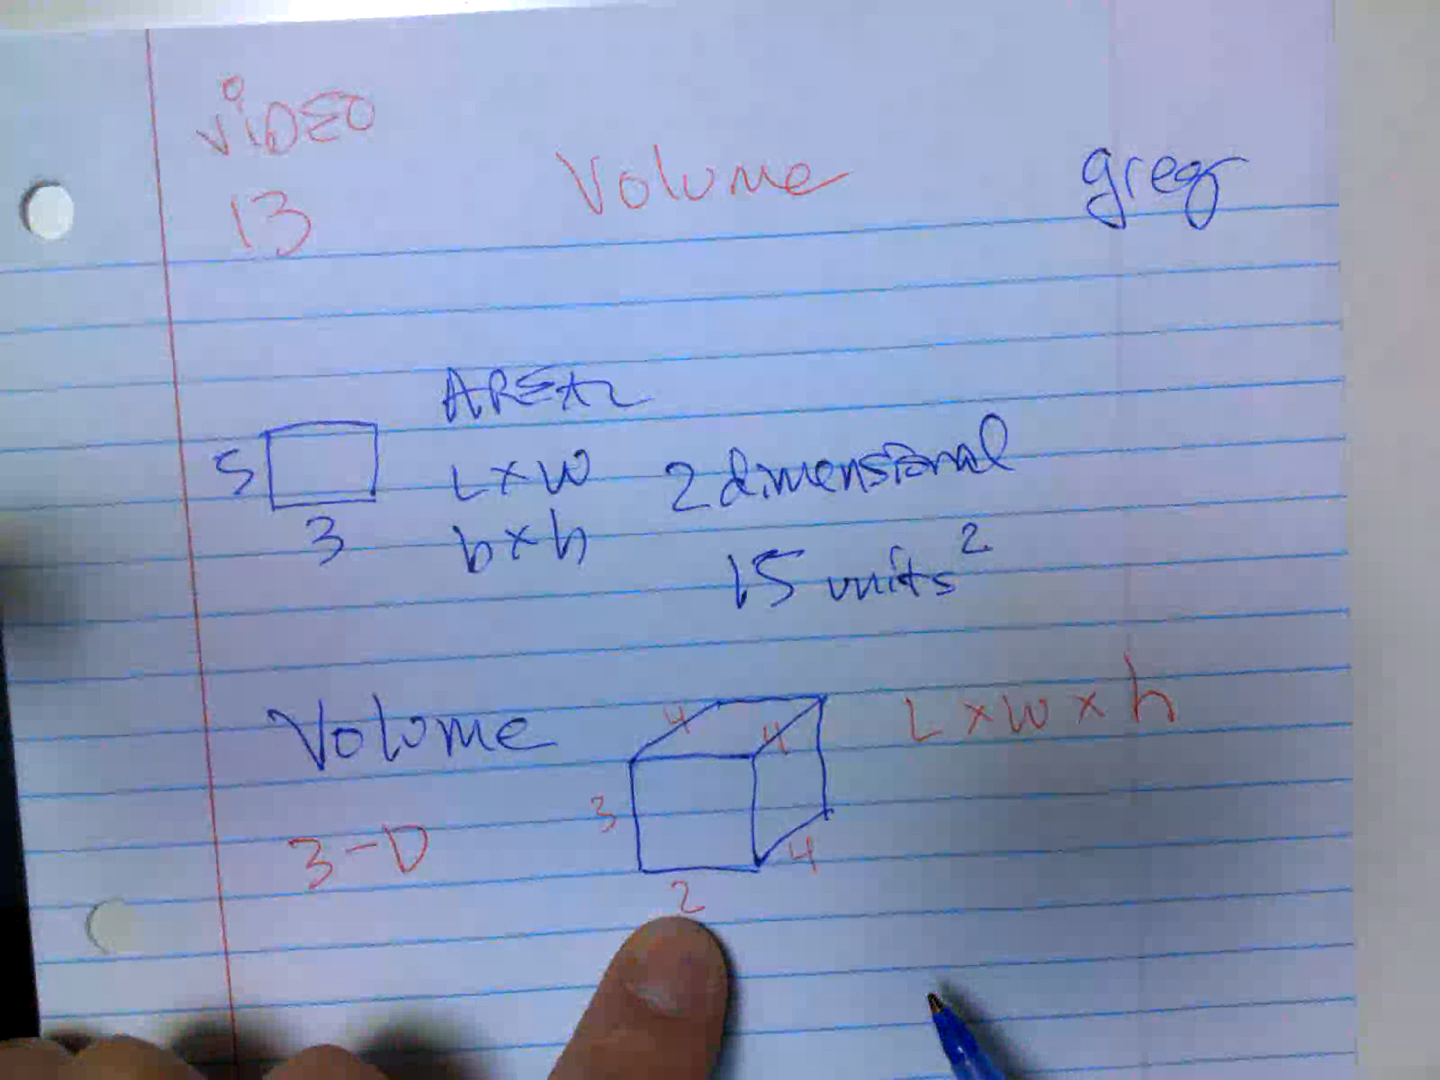 VIDEO
13
Volume
greg
AREA
5
L x W
2 dimensional
3
b x h
15 units²
Volume
4
4
L x W x h
3
3-D
4
2